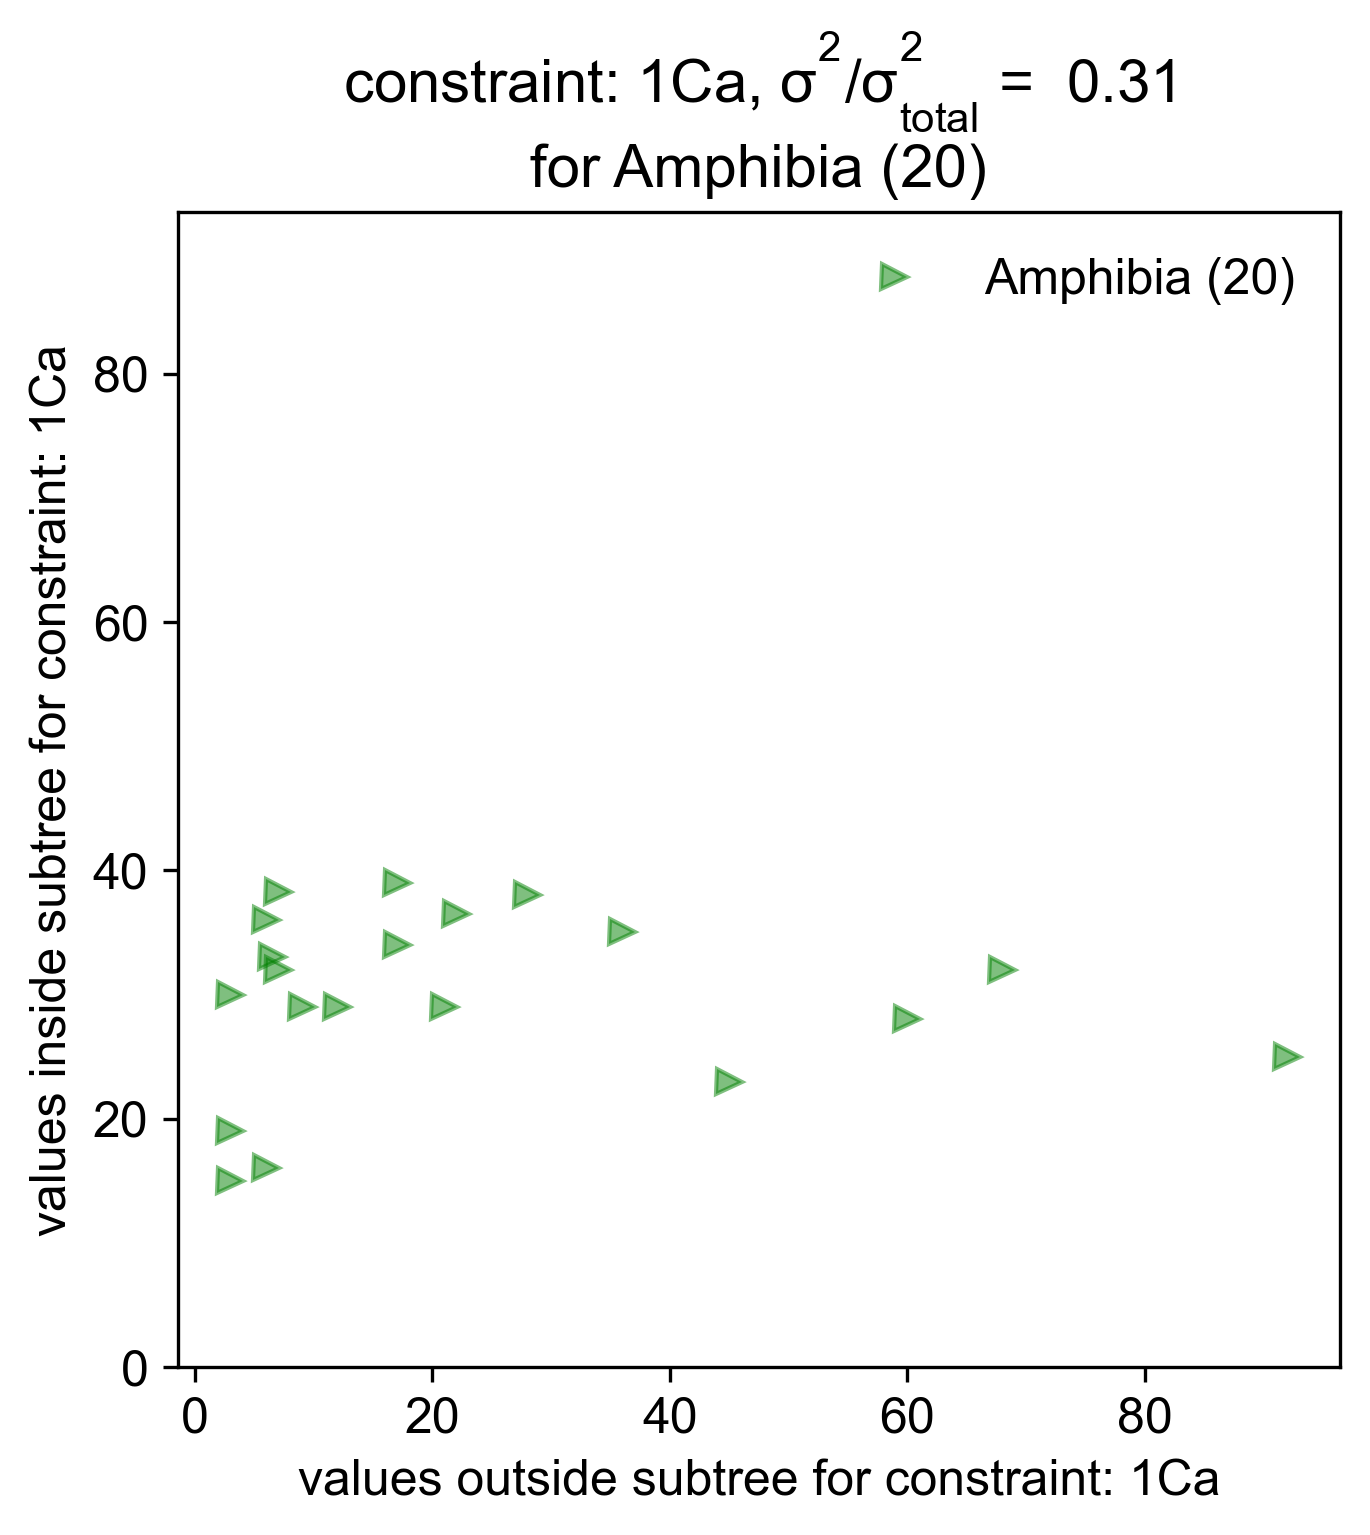 constraint: 1Ca, σ²/σ²total = 0.31
for Amphibia (20)
Amphibia (20)
values inside subtree for constraint: 1Ca
80
60
40
20
0
0 20 40 60 80
values outside subtree for constraint: 1Ca